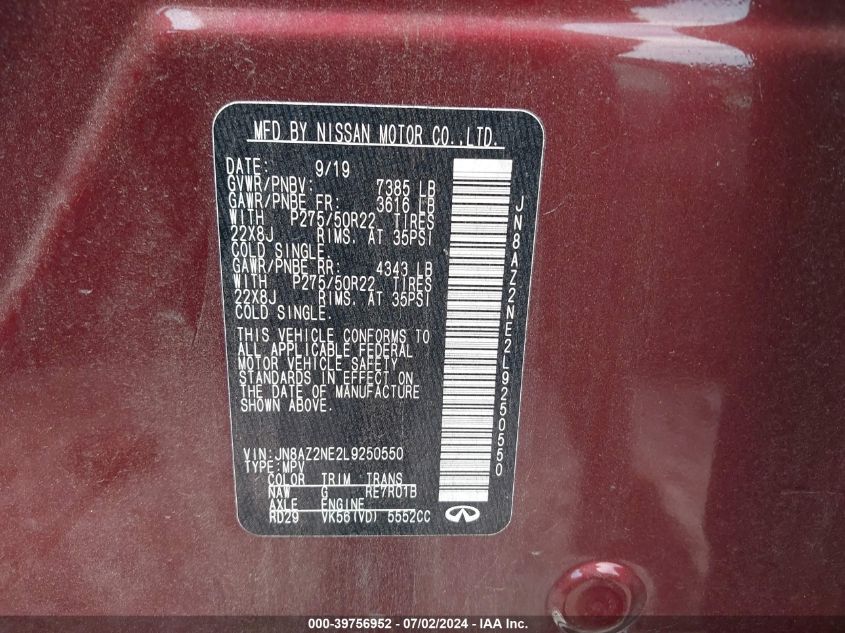 MFD BY NISSAN MOTOR CO.,LTD.
DATE: 9/19
GVWR/PNBV: 7385 LB
GAWR/PNBE FR: 3616 LB
WITH P275/50R22 TIRES
22X8J RIMS. AT 35PSI
COLD SINGLE.
GAWR/PNBE RR: 4343 LB
WITH P275/50R22 TIRES
22X8J RIMS. AT 35PSI
COLD SINGLE.
THIS VEHICLE CONFORMS TO
ALL APPLICABLE FEDERAL
MOTOR VEHICLE SAFETY
STANDARDS IN EFFECT ON
THE DATE OF MANUFACTURE
SHOWN ABOVE.
VIN: JN8AZ2NE2L9250550
TYPE: MPV
COLOR TRIM TRANS
NAW G RE7R01B
AXLE ENGINE
RD29 VK56(VD) 5552CC
JN8AZ2NE2L9250550
000-39756952 - 07/02/2024 - IAA Inc.